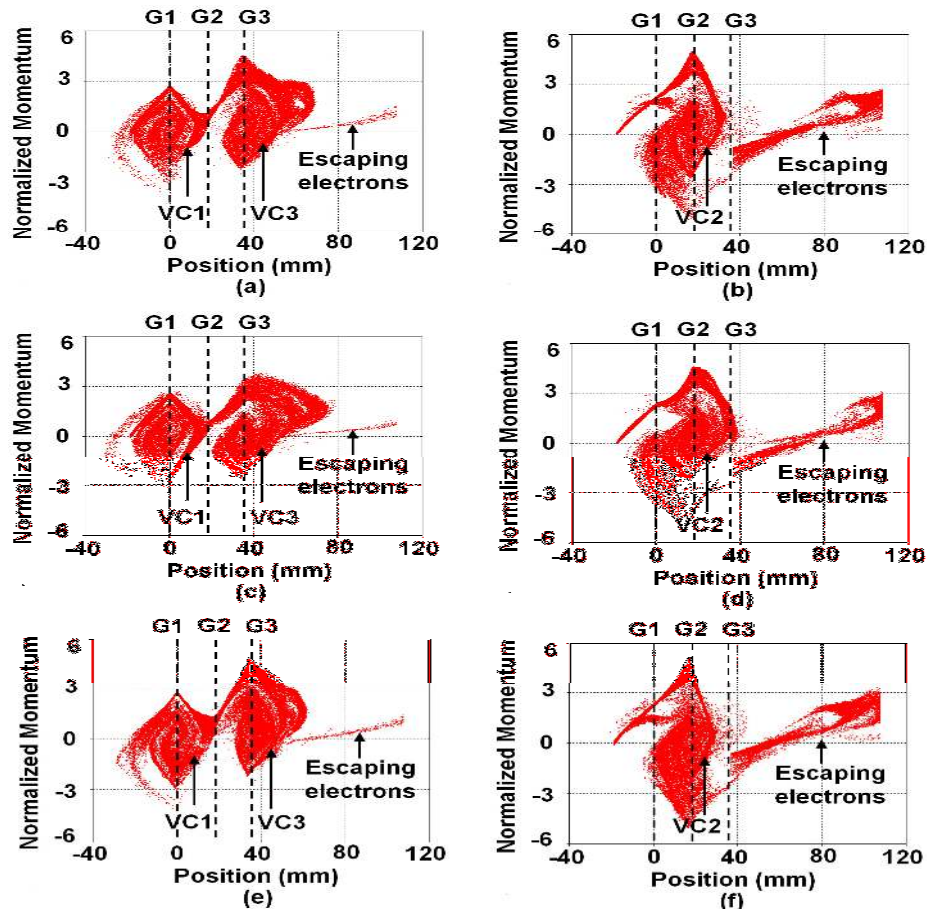 G1 G2 G3
6
3
0
-3
-6
Normalized Momentum
VC1
VC3
Escaping
electrons
-40 0 40 80 120
Position (mm)
(a)
G1 G2 G3
6
3
0
-3
-6
Normalized Momentum
VC2
Escaping
electrons
-40 0 40 80 120
Position (mm)
(b)
G1 G2 G3
6
3
0
-3
-6
Normalized Momentum
VC1
VC3
Escaping
electrons
-40 0 40 80 120
Position (mm)
(c)
G1 G2 G3
6
3
0
-3
-6
Normalized Momentum
VC2
Escaping
electrons
-40 0 40 80 120
Position (mm)
(d)
G1 G2 G3
6
3
0
-3
-6
Normalized Momentum
VC1
VC3
Escaping
electrons
-40 0 40 80 120
Position (mm)
(e)
G1 G2 G3
6
3
0
-3
-6
Normalized Momentum
VC2
Escaping
electrons
-40 0 40 80 120
Position (mm)
(f)